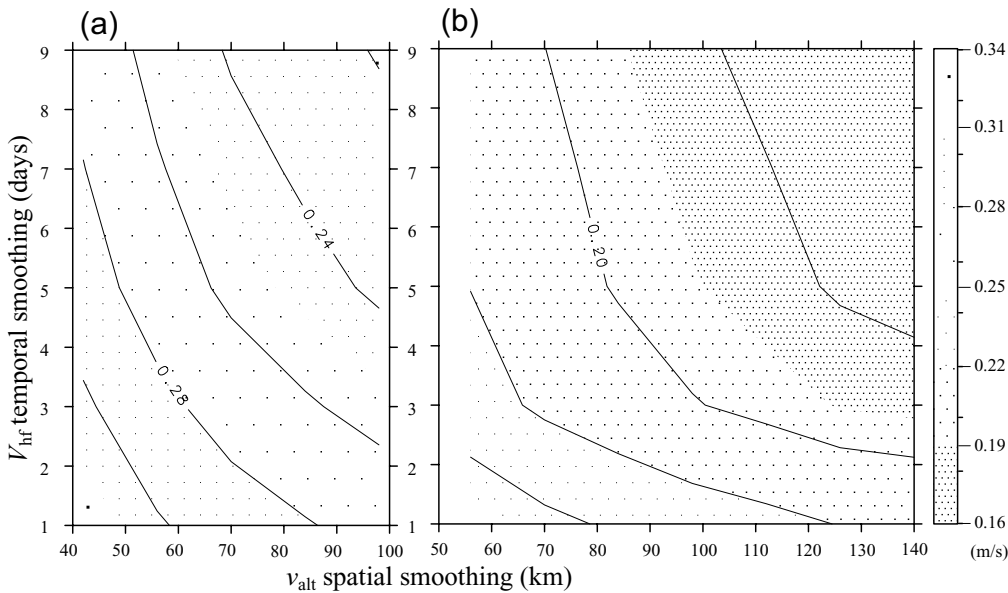 (a)
(b)
9
8
7
6
5
4
3
2
1
V_hf temporal smoothing (days)
0.24
0.28
0.20
40 50 60 70 80 90 100
50 60 70 80 90 100 110 120 130 140
v_alt spatial smoothing (km)
0.34
0.31
0.28
0.25
0.22
0.19
0.16
(m/s)